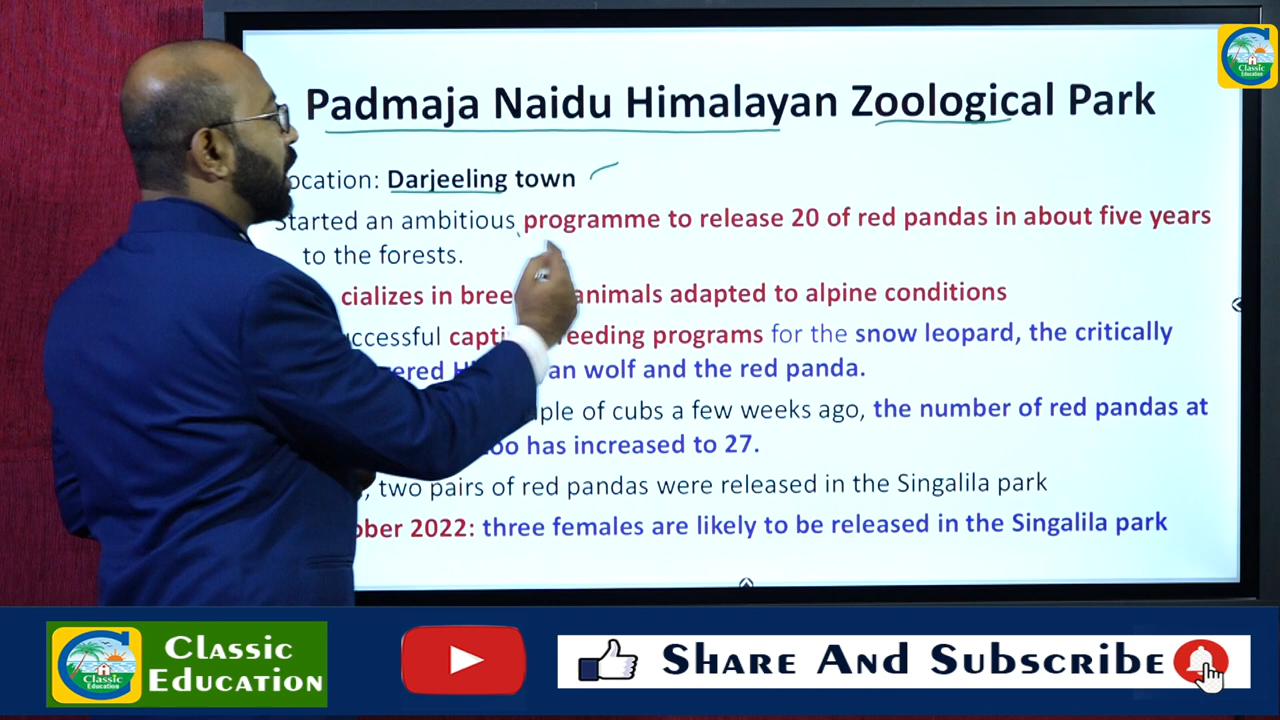 Classic
Education
Padmaja Naidu Himalayan Zoological Park
ocation: Darjeeling town
Started an ambitious programme to release 20 of red pandas in about five years
to the forests.
cializes in bree animals adapted to alpine conditions
uccessful capti reeding programs for the snow leopard, the critically
ered H an wolf and the red panda.
ple of cubs a few weeks ago, the number of red pandas at
oo has increased to 27.
, two pairs of red pandas were released in the Singalila park
ober 2022: three females are likely to be released in the Singalila park
Classic
Education
Classic
Education
Share And Subscribe